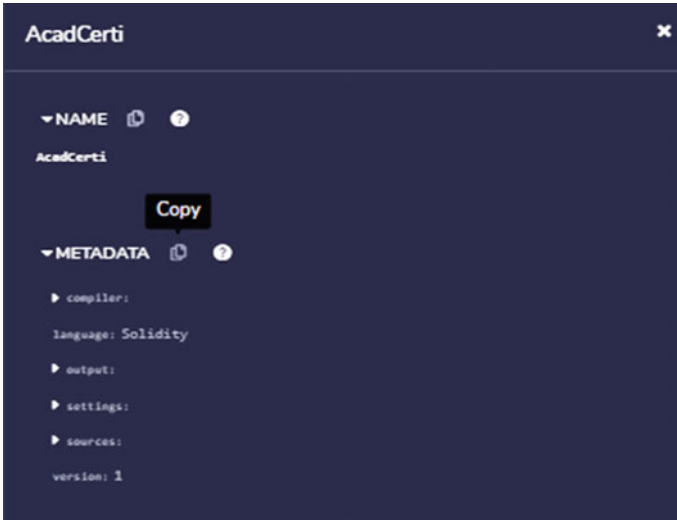 AcadCerti
NAME
AcadCerti
Copy
METADATA
compiler:
language: Solidity
output:
settings:
sources:
version: 1